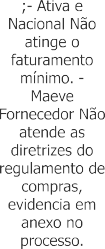 ;- Ativa e
Nacional Não
atinge o
faturamento
mínimo. -
Maeve
Fornecedor Não
atende as
diretrizes do
regulamento de
compras,
evidencia em
anexo no
processo.